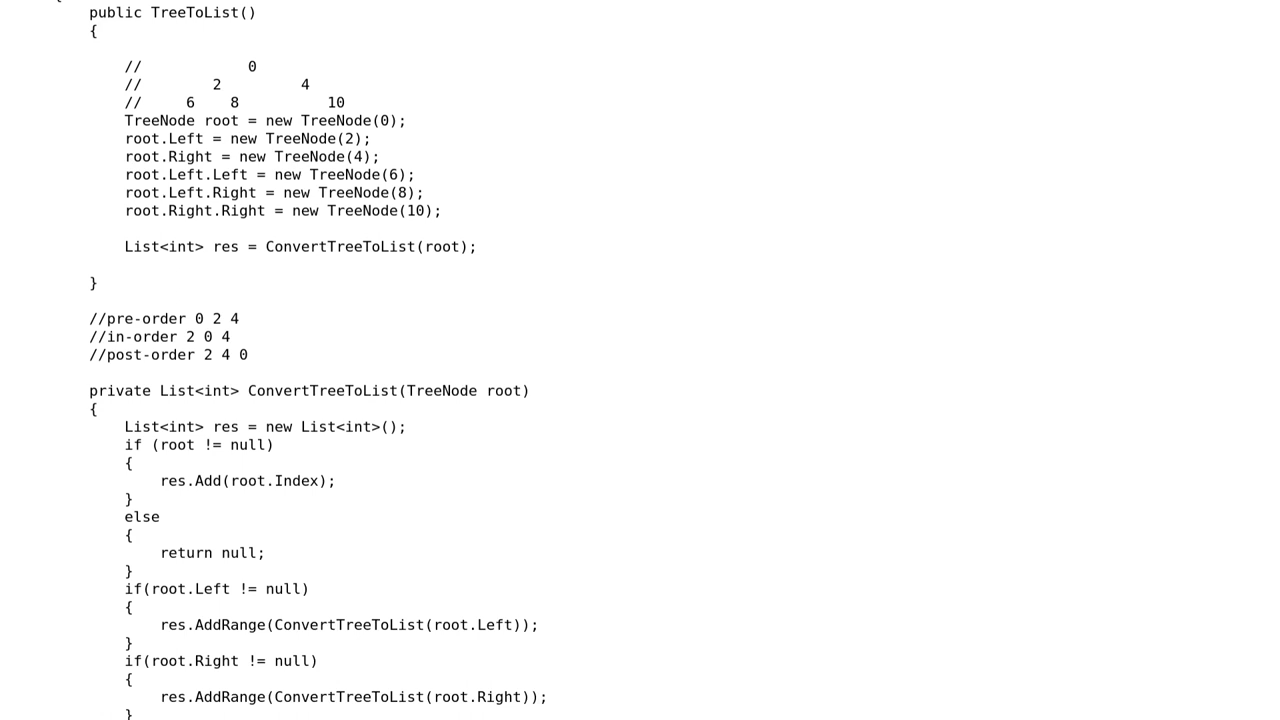 {
public TreeToList()
{
//            0
//        2         4
//     6    8          10
TreeNode root = new TreeNode(0);
root.Left = new TreeNode(2);
root.Right = new TreeNode(4);
root.Left.Left = new TreeNode(6);
root.Left.Right = new TreeNode(8);
root.Right.Right = new TreeNode(10);
List<int> res = ConvertTreeToList(root);
}
//pre-order 0 2 4
//in-order 2 0 4
//post-order 2 4 0
private List<int> ConvertTreeToList(TreeNode root)
{
List<int> res = new List<int>();
if (root != null)
{
res.Add(root.Index);
}
else
{
return null;
}
if(root.Left != null)
{
res.AddRange(ConvertTreeToList(root.Left));
}
if(root.Right != null)
{
res.AddRange(ConvertTreeToList(root.Right));
}